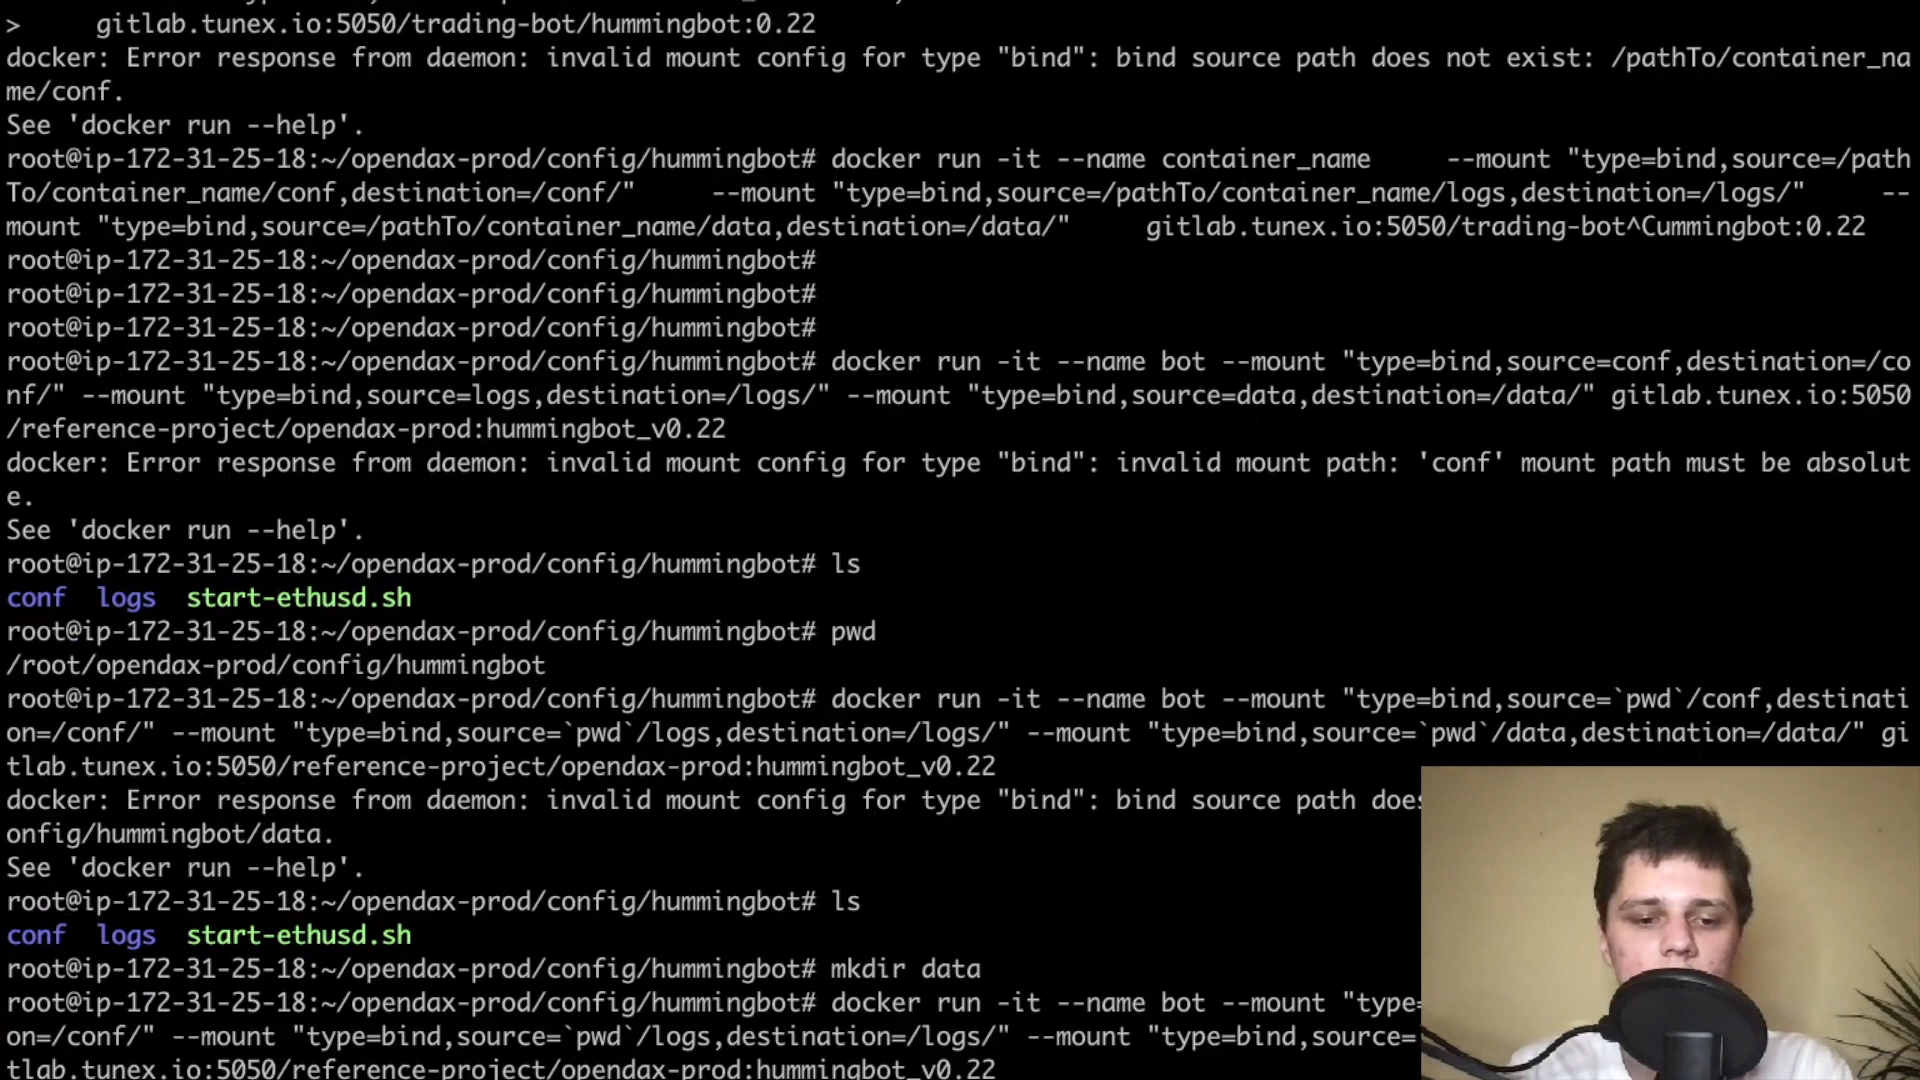 >     gitlab.tunex.io:5050/trading-bot/hummingbot:0.22
docker: Error response from daemon: invalid mount config for type "bind": bind source path does not exist: /pathTo/container_na
me/conf.
See 'docker run --help'.
root@ip-172-31-25-18:~/opendax-prod/config/hummingbot# docker run -it --name container_name     --mount "type=bind,source=/path
To/container_name/conf,destination=/conf/"     --mount "type=bind,source=/pathTo/container_name/logs,destination=/logs/"     --
mount "type=bind,source=/pathTo/container_name/data,destination=/data/"     gitlab.tunex.io:5050/trading-bot^Cummingbot:0.22
root@ip-172-31-25-18:~/opendax-prod/config/hummingbot#
root@ip-172-31-25-18:~/opendax-prod/config/hummingbot#
root@ip-172-31-25-18:~/opendax-prod/config/hummingbot#
root@ip-172-31-25-18:~/opendax-prod/config/hummingbot# docker run -it --name bot --mount "type=bind,source=conf,destination=/co
nf/" --mount "type=bind,source=logs,destination=/logs/" --mount "type=bind,source=data,destination=/data/" gitlab.tunex.io:5050
/reference-project/opendax-prod:hummingbot_v0.22
docker: Error response from daemon: invalid mount config for type "bind": invalid mount path: 'conf' mount path must be absolut
e.
See 'docker run --help'.
root@ip-172-31-25-18:~/opendax-prod/config/hummingbot# ls
conf  logs  start-ethusd.sh
root@ip-172-31-25-18:~/opendax-prod/config/hummingbot# pwd
/root/opendax-prod/config/hummingbot
root@ip-172-31-25-18:~/opendax-prod/config/hummingbot# docker run -it --name bot --mount "type=bind,source=`pwd`/conf,destinati
on=/conf/" --mount "type=bind,source=`pwd`/logs,destination=/logs/" --mount "type=bind,source=`pwd`/data,destination=/data/" gi
tlab.tunex.io:5050/reference-project/opendax-prod:hummingbot_v0.22
docker: Error response from daemon: invalid mount config for type "bind": bind source path
onfig/hummingbot/data.
See 'docker run --help'.
root@ip-172-31-25-18:~/opendax-prod/config/hummingbot# ls
conf  logs  start-ethusd.sh
root@ip-172-31-25-18:~/opendax-prod/config/hummingbot# mkdir data
root@ip-172-31-25-18:~/opendax-prod/config/hummingbot# docker run -it --name bot --mount "type
on=/conf/" --mount "type=bind,source=`pwd`/logs,destination=/logs/" --mount "type=bind,source=
tlab.tunex.io:5050/reference-project/opendax-prod:hummingbot_v0.22